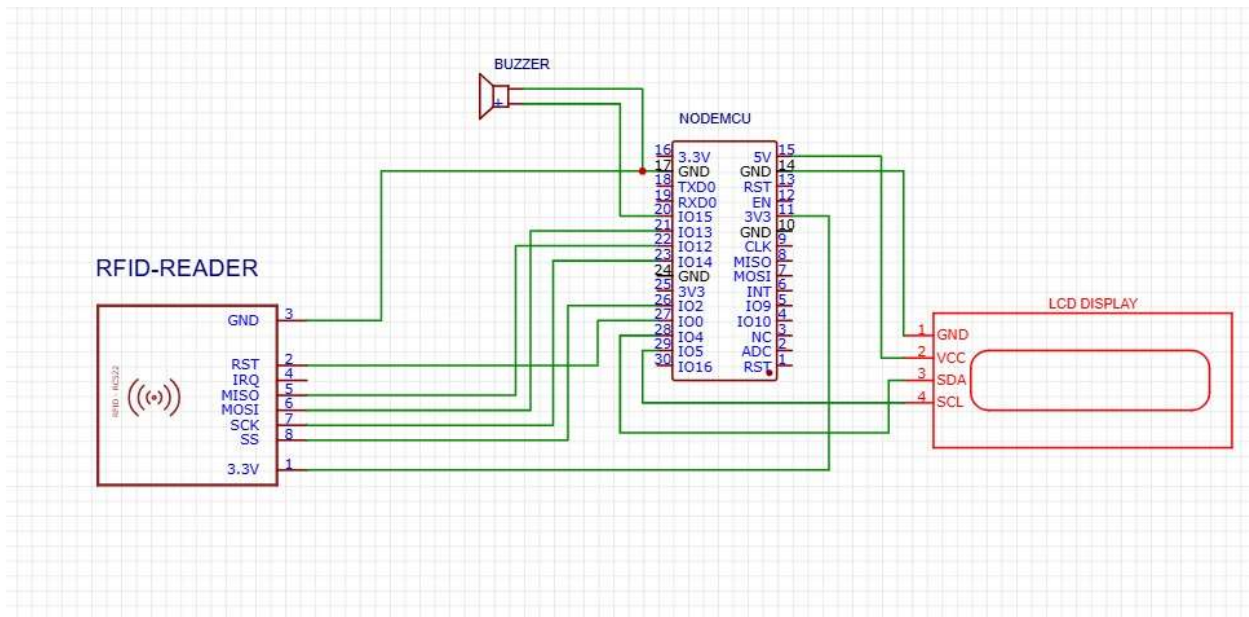 BUZZER
+
NODEMCU
16 3.3V 5V 15
17 GND GND 14
18 TXD0 RST 13
19 RXD0 EN 12
20 IO15 3V3 11
21 IO13 GND 10
22 IO12 CLK 9
23 IO14 MISO 8
24 GND MOSI 7
25 3V3 INT 6
26 IO2 IO9 5
27 IO0 IO10 4
28 IO4 NC 3
29 IO5 ADC 2
30 IO16 RST 1
RFID-READER
RFID - RC522
GND 3
RST 2
IRQ 4
MISO 5
MOSI 6
SCK 7
SS 8
3.3V 1
LCD DISPLAY
1 GND
2 VCC
3 SDA
4 SCL